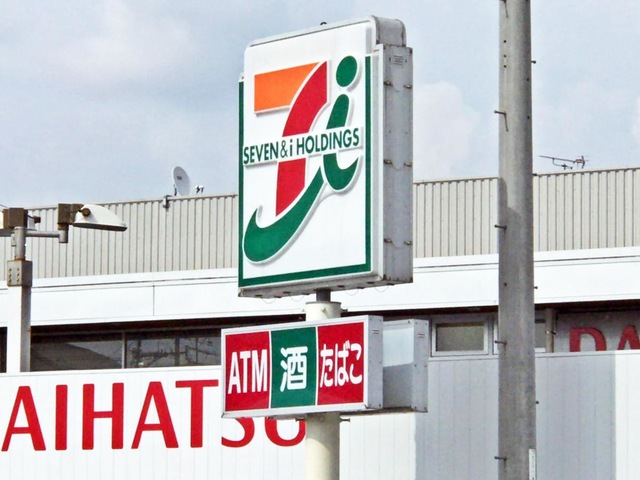 SEVEN & i HOLDINGS
ATM 酒 たばこ
AIHATSU
DA